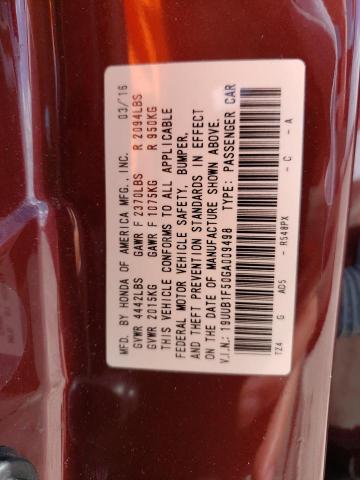 MFD. BY HONDA OF AMERICA MFG., INC. 03/16
GVWR 4442LBS GAWR F 2370LBS R 2094LBS
GVWR 2015KG GAWR F 1075KG R 950KG
THIS VEHICLE CONFORMS TO ALL APPLICABLE
FEDERAL MOTOR VEHICLE SAFETY, BUMPER,
AND THEFT PREVENTION STANDARDS IN EFFECT
ON THE DATE OF MANUFACTURE SHOWN ABOVE.
V.I.N.: 19UUB1F50GA009498 TYPE: PASSENGER CAR
TZ4 G AD5 - R548PX - C - A